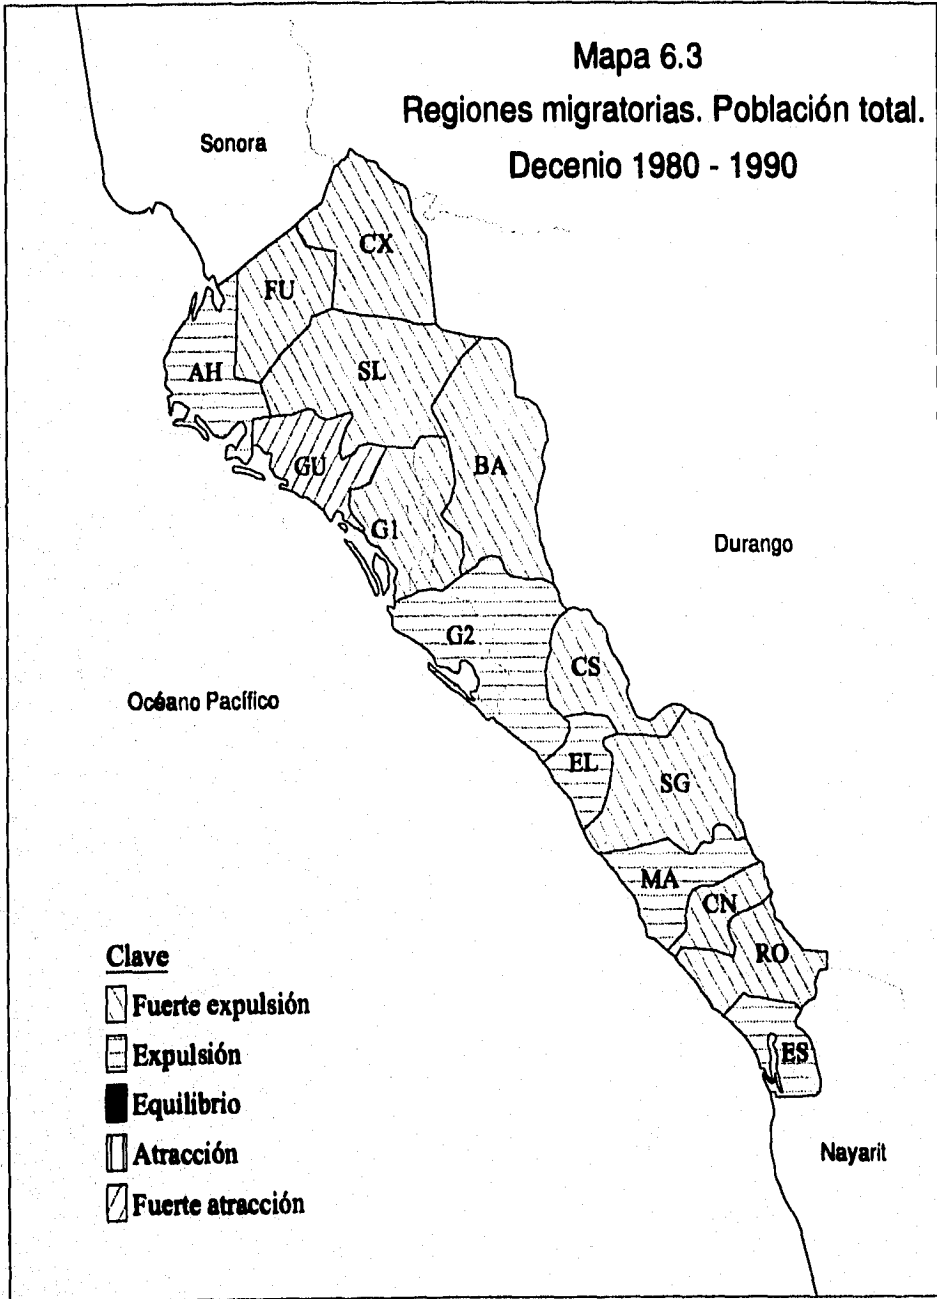 Mapa 6.3
Regiones migratorias. Población total.
Decenio 1980 - 1990
Sonora
CX
FU
AH
SL
GU
BA
G1
Durango
G2
CS
Océano Pacífico
EL
SG
MA
CN
RO
ES
Nayarit
Clave
Fuerte expulsión
Expulsión
Equilibrio
Atracción
Fuerte atracción